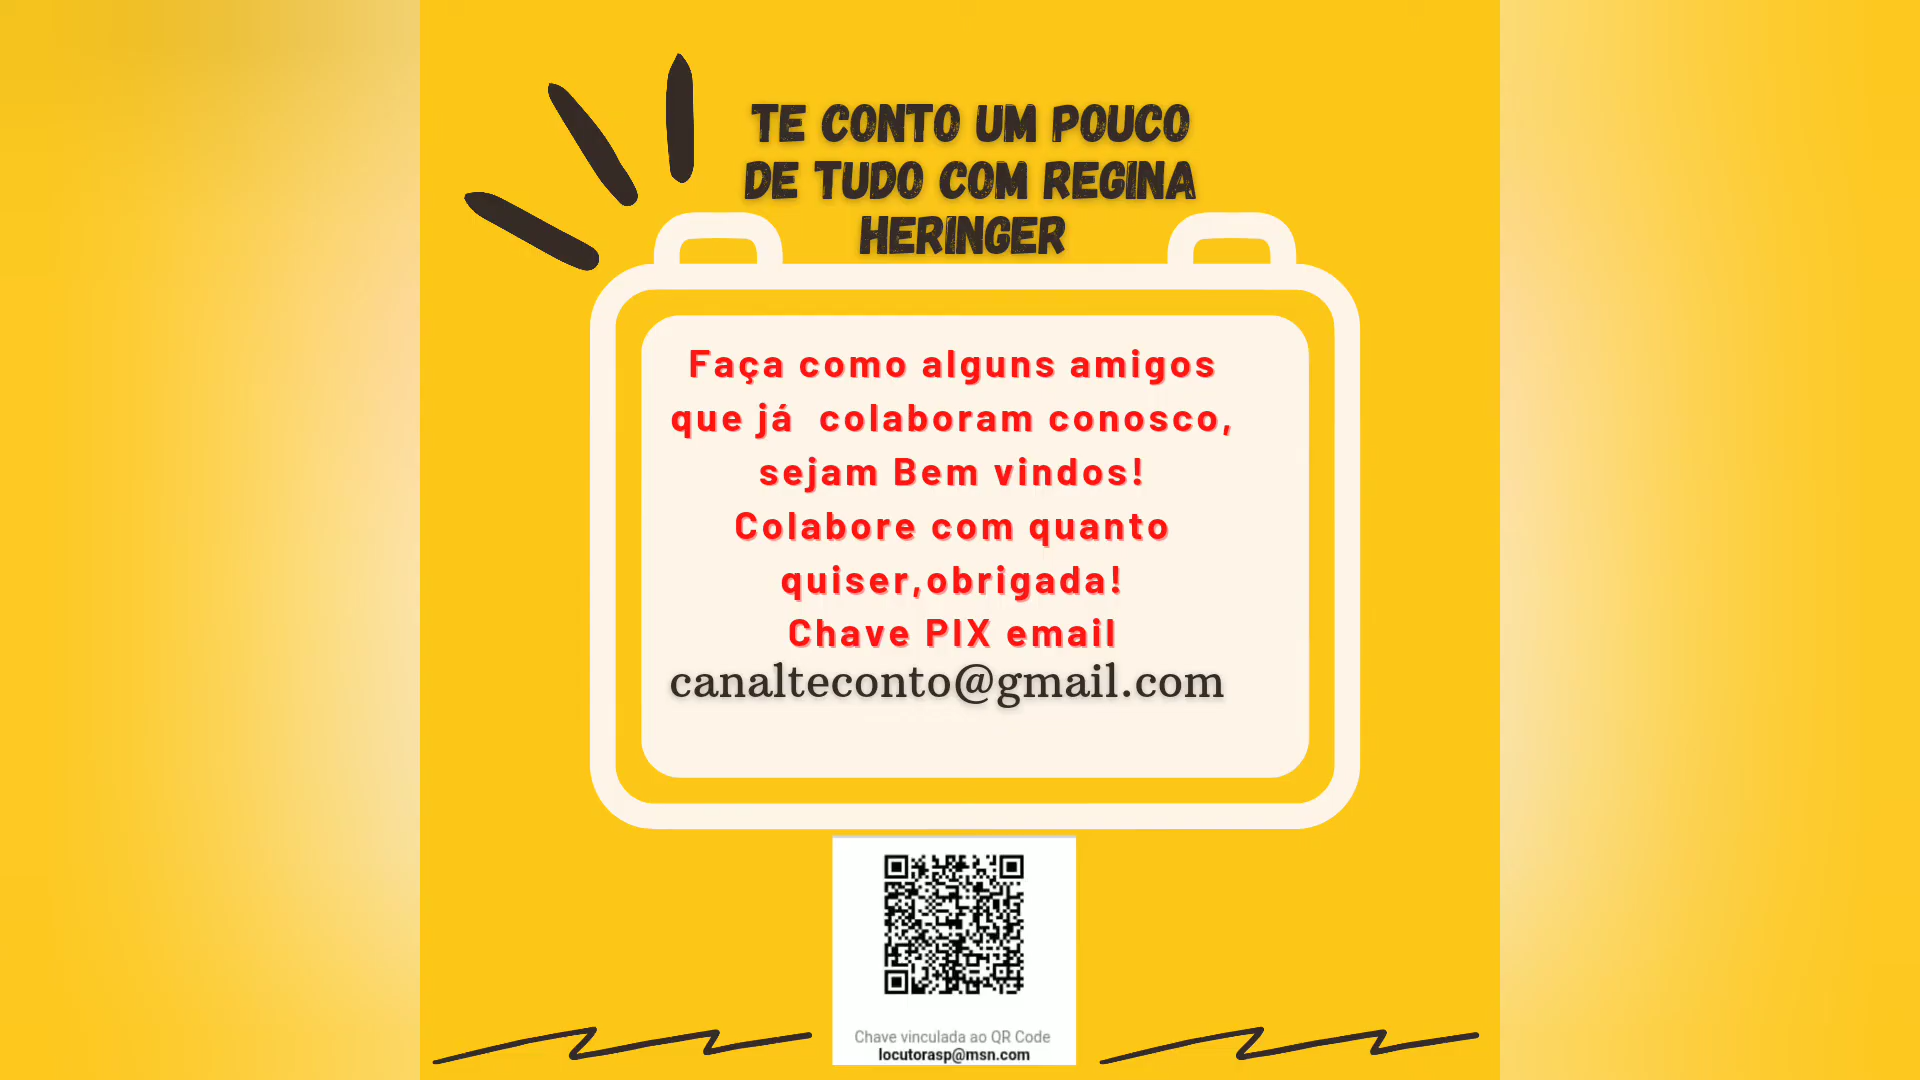 TE CONTO UM POUCO
DE TUDO COM REGINA
HERINGER
Faça como alguns amigos
que já colaboram conosco,
sejam Bem vindos!
Colabore com quanto
quiser,obrigada!
Chave PIX email
canalteconto@gmail.com
Chave vinculada ao QR Code
locutorasp@msn.com